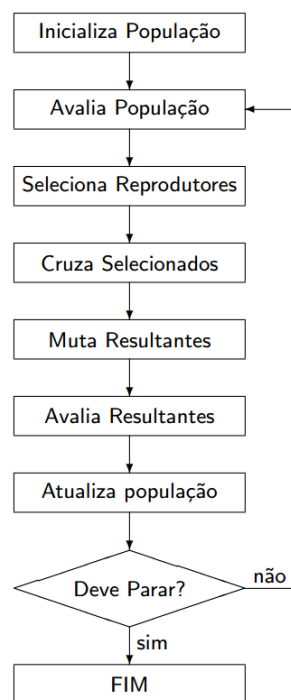 Inicializa População
Avalia População
Seleciona Reprodutores
Cruza Selecionados
Muta Resultantes
Avalia Resultantes
Atualiza população
Deve Parar?
não
sim
FIM